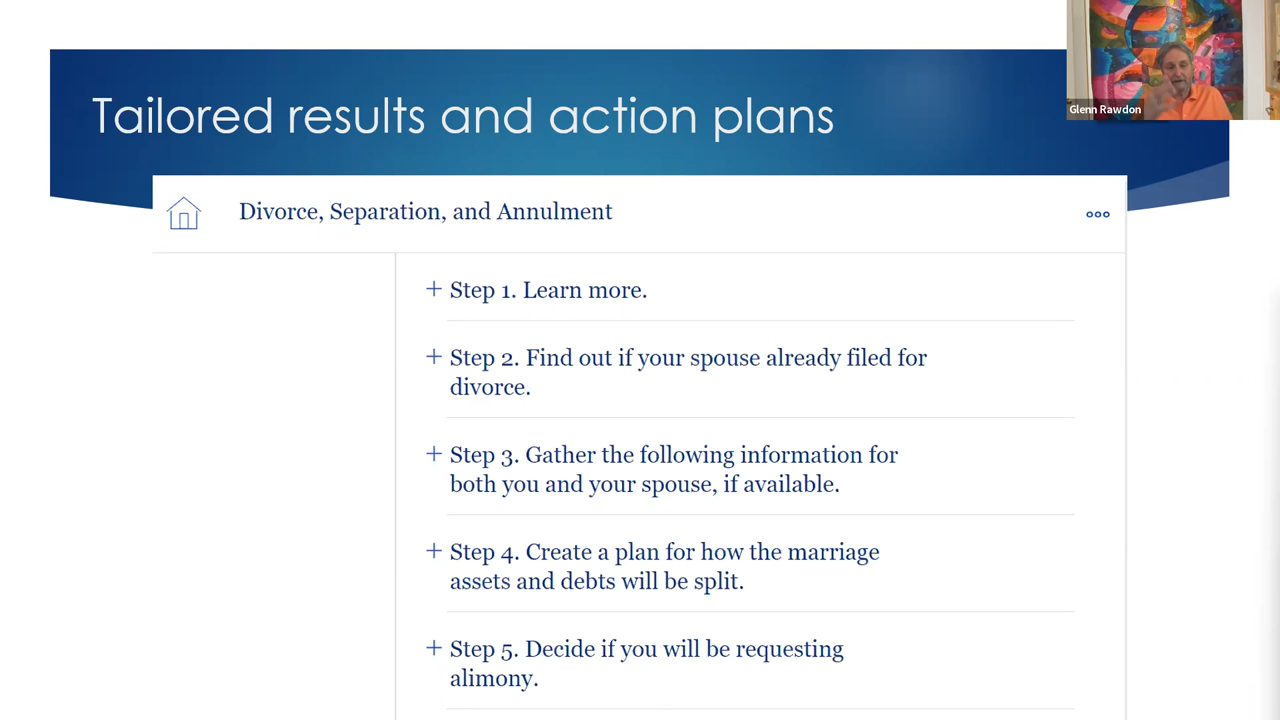 Tailored results and action plans
Glenn Rawdon
Divorce, Separation, and Annulment
+ Step 1. Learn more.
+ Step 2. Find out if your spouse already filed for
divorce.
+ Step 3. Gather the following information for
both you and your spouse, if available.
+ Step 4. Create a plan for how the marriage
assets and debts will be split.
+ Step 5. Decide if you will be requesting
alimony.